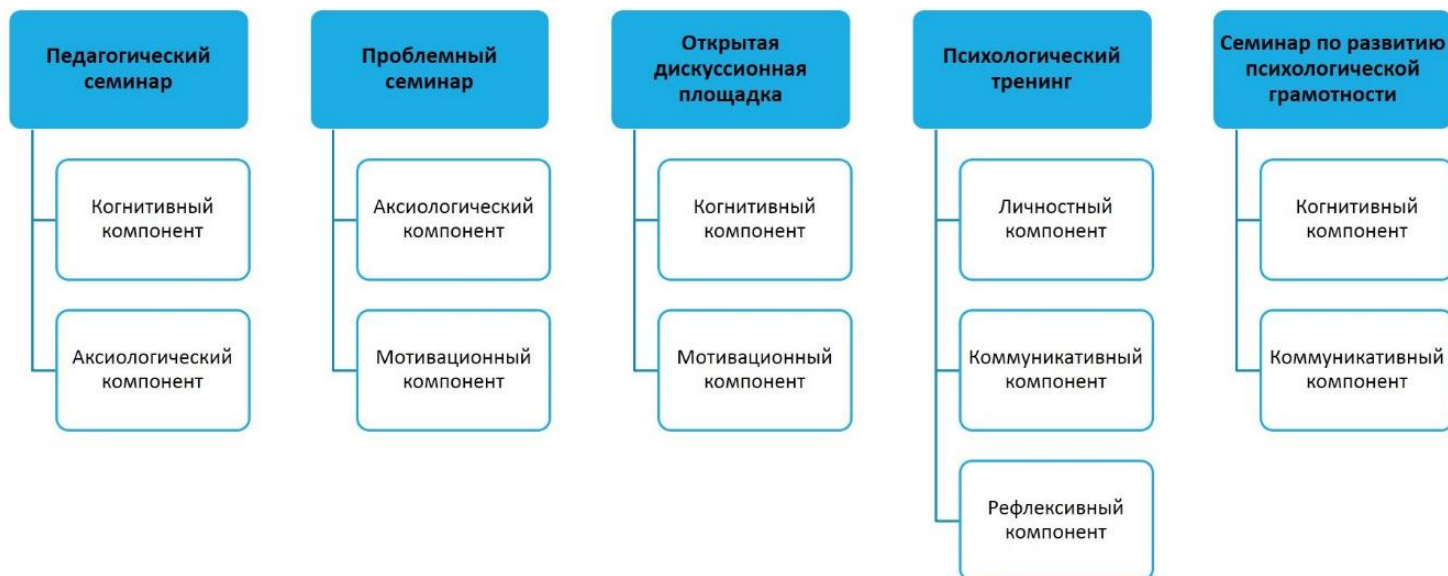 Педагогический
семинар
Когнитивный
компонент
Аксиологический
компонент
Проблемный
семинар
Аксиологический
компонент
Мотивационный
компонент
Открытая
дискуссионная
площадка
Когнитивный
компонент
Мотивационный
компонент
Психологический
тренинг
Личностный
компонент
Коммуникативный
компонент
Рефлексивный
компонент
Семинар по развитию
психологической
грамотности
Когнитивный
компонент
Коммуникативный
компонент